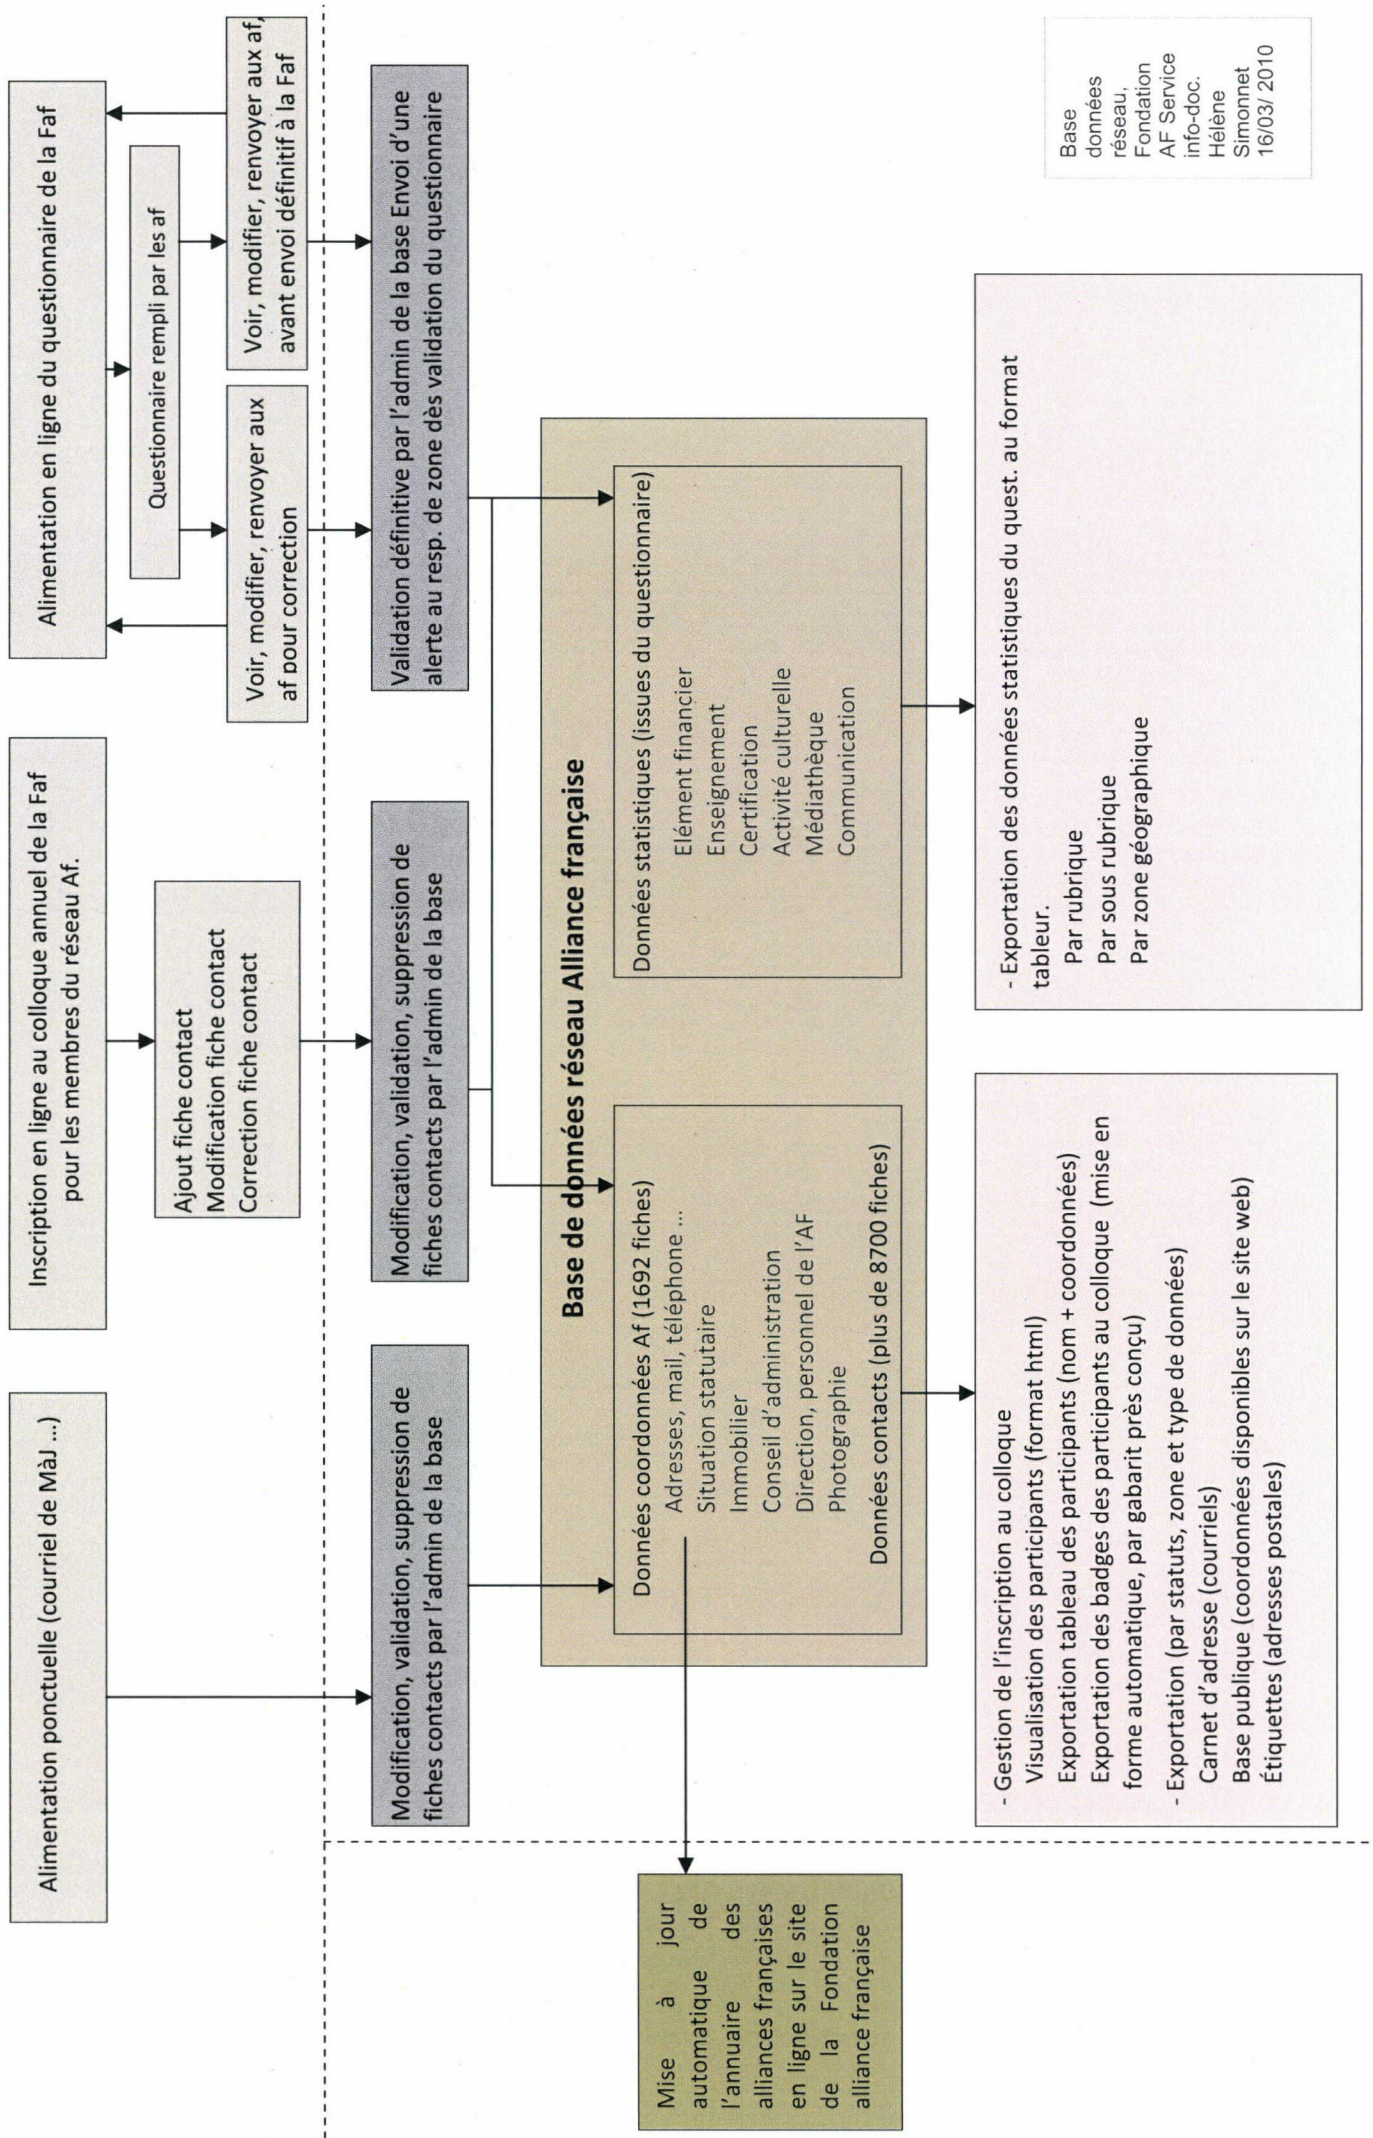 Alimentation ponctuelle (courriel de MàJ ...)
Inscription en ligne au colloque annuel de la Faf
pour les membres du réseau Af.
Alimentation en ligne du questionnaire de la Faf
Ajout fiche contact
Modification fiche contact
Correction fiche contact
Questionnaire rempli par les af
Voir, modifier, renvoyer aux
af pour correction
Voir, modifier, renvoyer aux af,
avant envoi définitif à la Faf
Modification, validation, suppression de
fiches contacts par l'admin de la base
Modification, validation, suppression de
fiches contacts par l'admin de la base
Validation définitive par l'admin de la base Envoi d'une
alerte au resp. de zone dès validation du questionnaire
Base de données réseau Alliance française
Données coordonnées Af (1692 fiches)
Adresses, mail, téléphone ...
Situation statutaire
Immobilier
Conseil d'administration
Direction, personnel de l'AF
Photographie
Données contacts (plus de 8700 fiches)
Données statistiques (issues du questionnaire)
Elément financier
Enseignement
Certification
Activité culturelle
Médiathèque
Communication
Mise à jour
automatique de
l'annuaire des
alliances françaises
en ligne sur le site
de la Fondation
alliance française
- Gestion de l'inscription au colloque
Visualisation des participants (format html)
Exportation tableau des participants (nom + coordonnées)
Exportation des badges des participants au colloque (mise en
forme automatique, par gabarit près conçu)
- Exportation (par statuts, zone et type de données)
Carnet d'adresse (courriels)
Base publique (coordonnées disponibles sur le site web)
Étiquettes (adresses postales)
- Exportation des données statistiques du quest. au format
tableur.
Par rubrique
Par sous rubrique
Par zone géographique
Base
données
réseau,
Fondation
AF Service
info-doc.
Hélène
Simonnet
16/03/ 2010